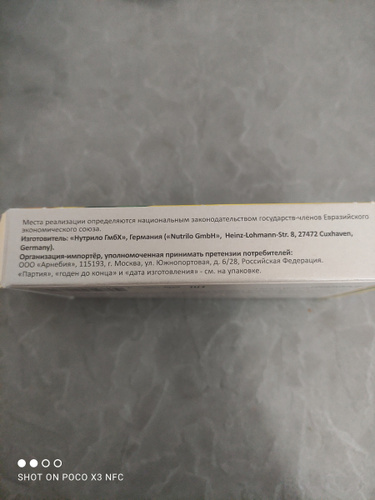 Места реализации определяются национальным законодательством государств-членов Евразийского
экономического союза.
Изготовитель: «Нутрило ГмбХ», Германия («Nutrilo GmbH», Heinz-Lohmann-Str. 8, 27472 Cuxhaven,
Germany).
Организация-импортёр, уполномоченная принимать претензии потребителей:
ООО «Арнебия», 115193, г. Москва, ул. Южнопортовая, д. 6/28, Российская Федерация.
«Партия», «годен до конца» и «дата изготовления» - см. на упаковке.
SHOT ON POCO X3 NFC